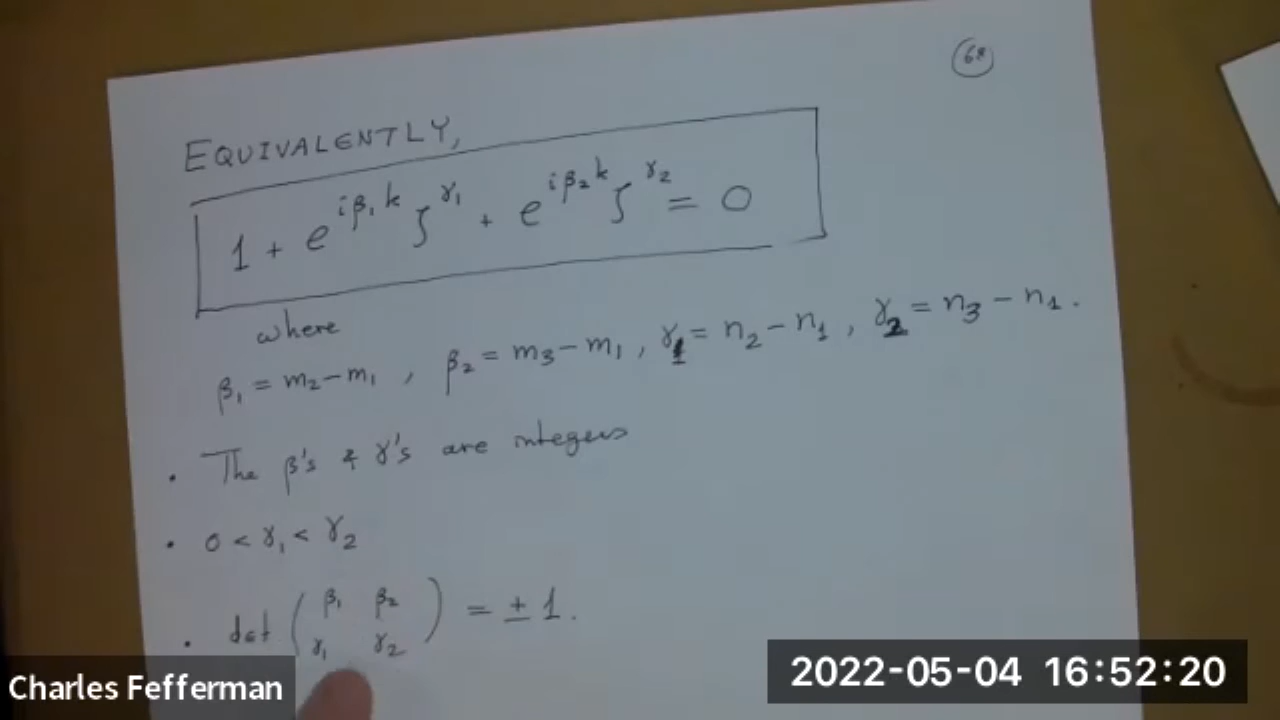 68
EQUIVALENTLY,
1 + e^{iβ₁k} ζ^{γ₁} + e^{iβ₂k} ζ^{γ₂} = 0
where
β₁ = m₂ − m₁ , β₂ = m₃ − m₁ , γ₁ = n₂ − n₁ , γ₂ = n₃ − n₁ .
• The β's & γ's are integers
• 0 < γ₁ < γ₂
• det ( β₁ β₂
γ₁ γ₂ ) = ± 1.
Charles Fefferman
2022-05-04 16:52:20